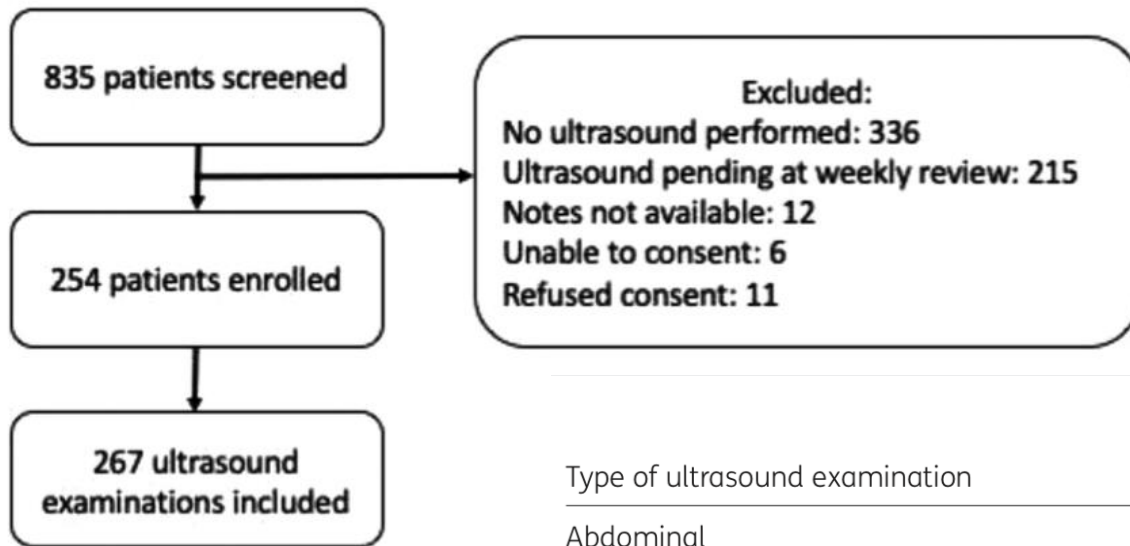 835 patients screened
Excluded:
No ultrasound performed: 336
Ultrasound pending at weekly review: 215
Notes not available: 12
Unable to consent: 6
Refused consent: 11
254 patients enrolled
267 ultrasound
examinations included
Type of ultrasound examination
Abdominal